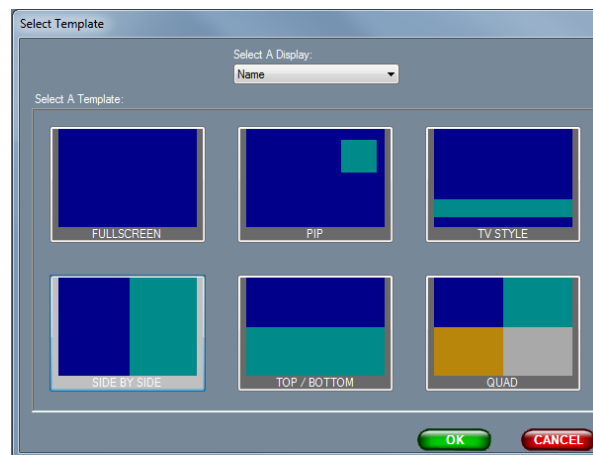 Select Template
Select A Display:
Name
Select A Template:
FULLSCREEN
PIP
TV STYLE
SIDE BY SIDE
TOP / BOTTOM
QUAD
OK
CANCEL